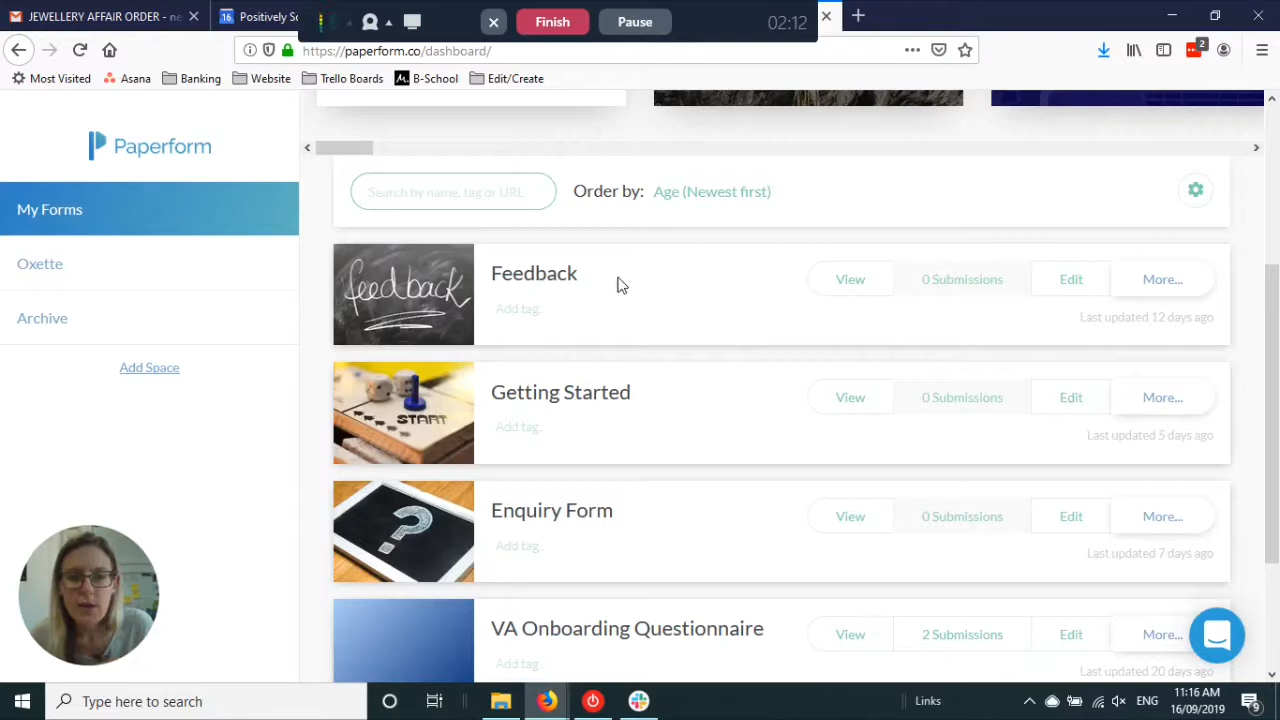 JEWELLERY AFFAIR ORDER - ne
16 Positively So
Finish
Pause
02:12
https://paperform.co/dashboard/
2
Most Visited
Asana
Banking
Website
Trello Boards
B-School
Edit/Create
Paperform
My Forms
Oxette
Archive
Add Space
Search by name, tag or URL
Order by: Age (Newest first)
feedback
Feedback
Add tag..
View
0 Submissions
Edit
More...
Last updated 12 days ago
START
Getting Started
Add tag..
View
0 Submissions
Edit
More...
Last updated 5 days ago
?
Enquiry Form
Add tag..
View
0 Submissions
Edit
More...
Last updated 7 days ago
VA Onboarding Questionnaire
Add tag..
View
2 Submissions
Edit
More...
Last updated 20 days ago
Type here to search
Links
ENG
11:16 AM
16/09/2019
9